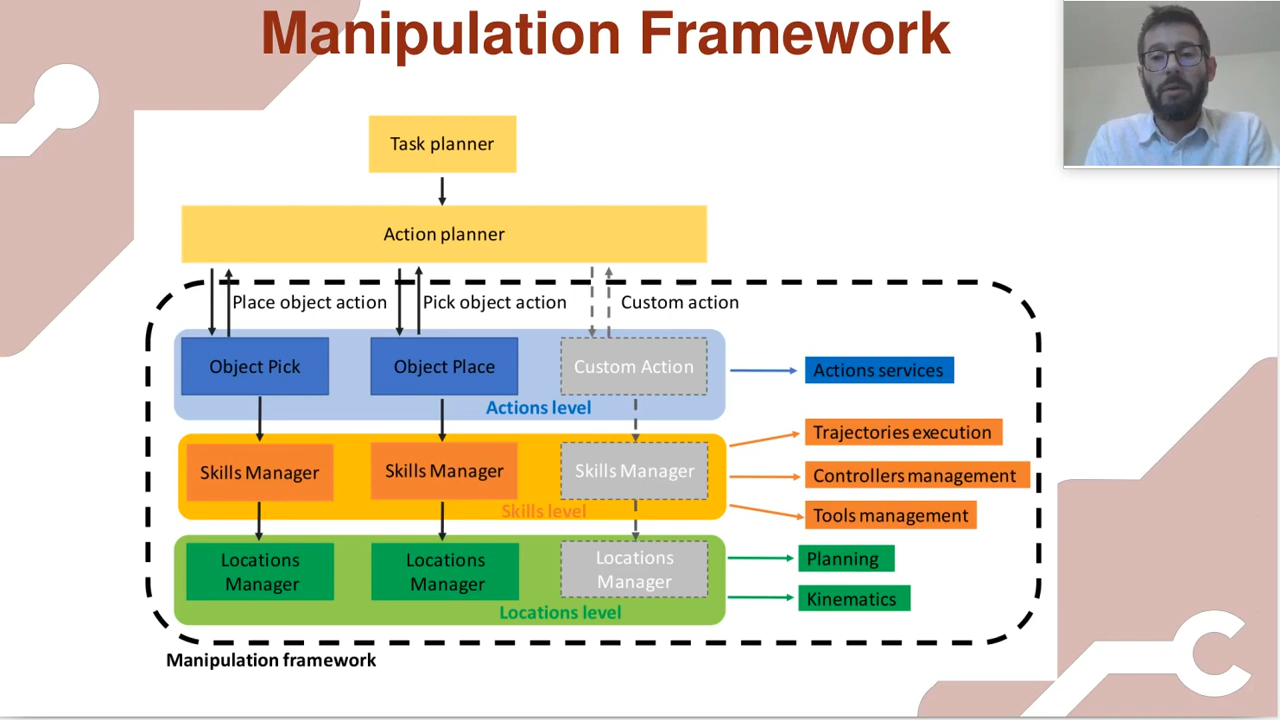 Manipulation Framework
Task planner
Action planner
Place object action
Pick object action
Custom action
Object Pick
Object Place
Custom Action
Actions services
Actions level
Trajectories execution
Skills Manager
Skills Manager
Skills Manager
Controllers management
Skills level
Tools management
Locations
Manager
Locations
Manager
Locations
Manager
Planning
Kinematics
Locations level
Manipulation framework